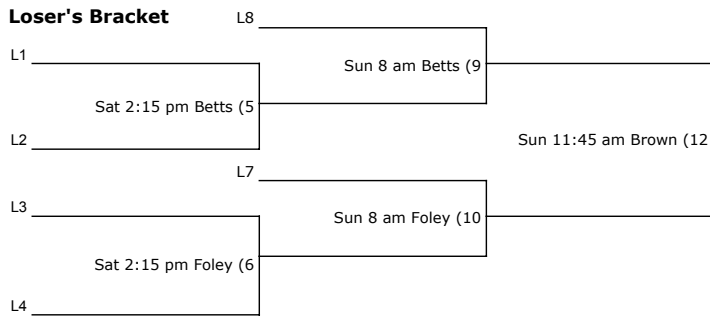 Loser's Bracket
L8
L1
Sun 8 am Betts (9
Sat 2:15 pm Betts (5
L2
Sun 11:45 am Brown (12
L7
L3
Sun 8 am Foley (10
Sat 2:15 pm Foley (6
L4